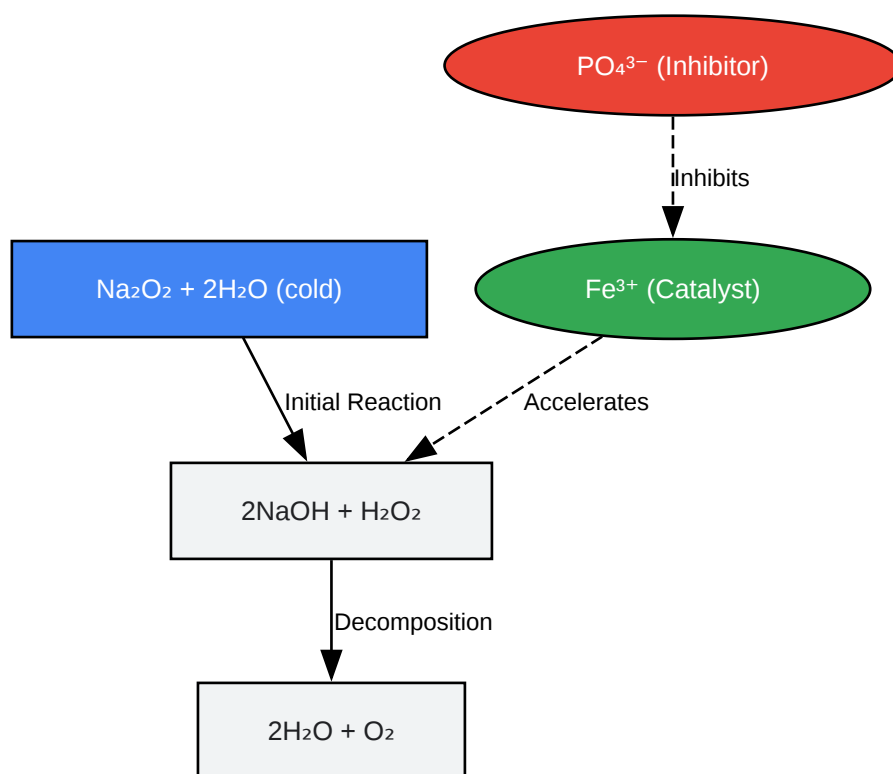 PO₄³⁻ (Inhibitor)
Inhibits
Na₂O₂ + 2H₂O (cold)
Fe³⁺ (Catalyst)
Initial Reaction
Accelerates
2NaOH + H₂O₂
Decomposition
2H₂O + O₂